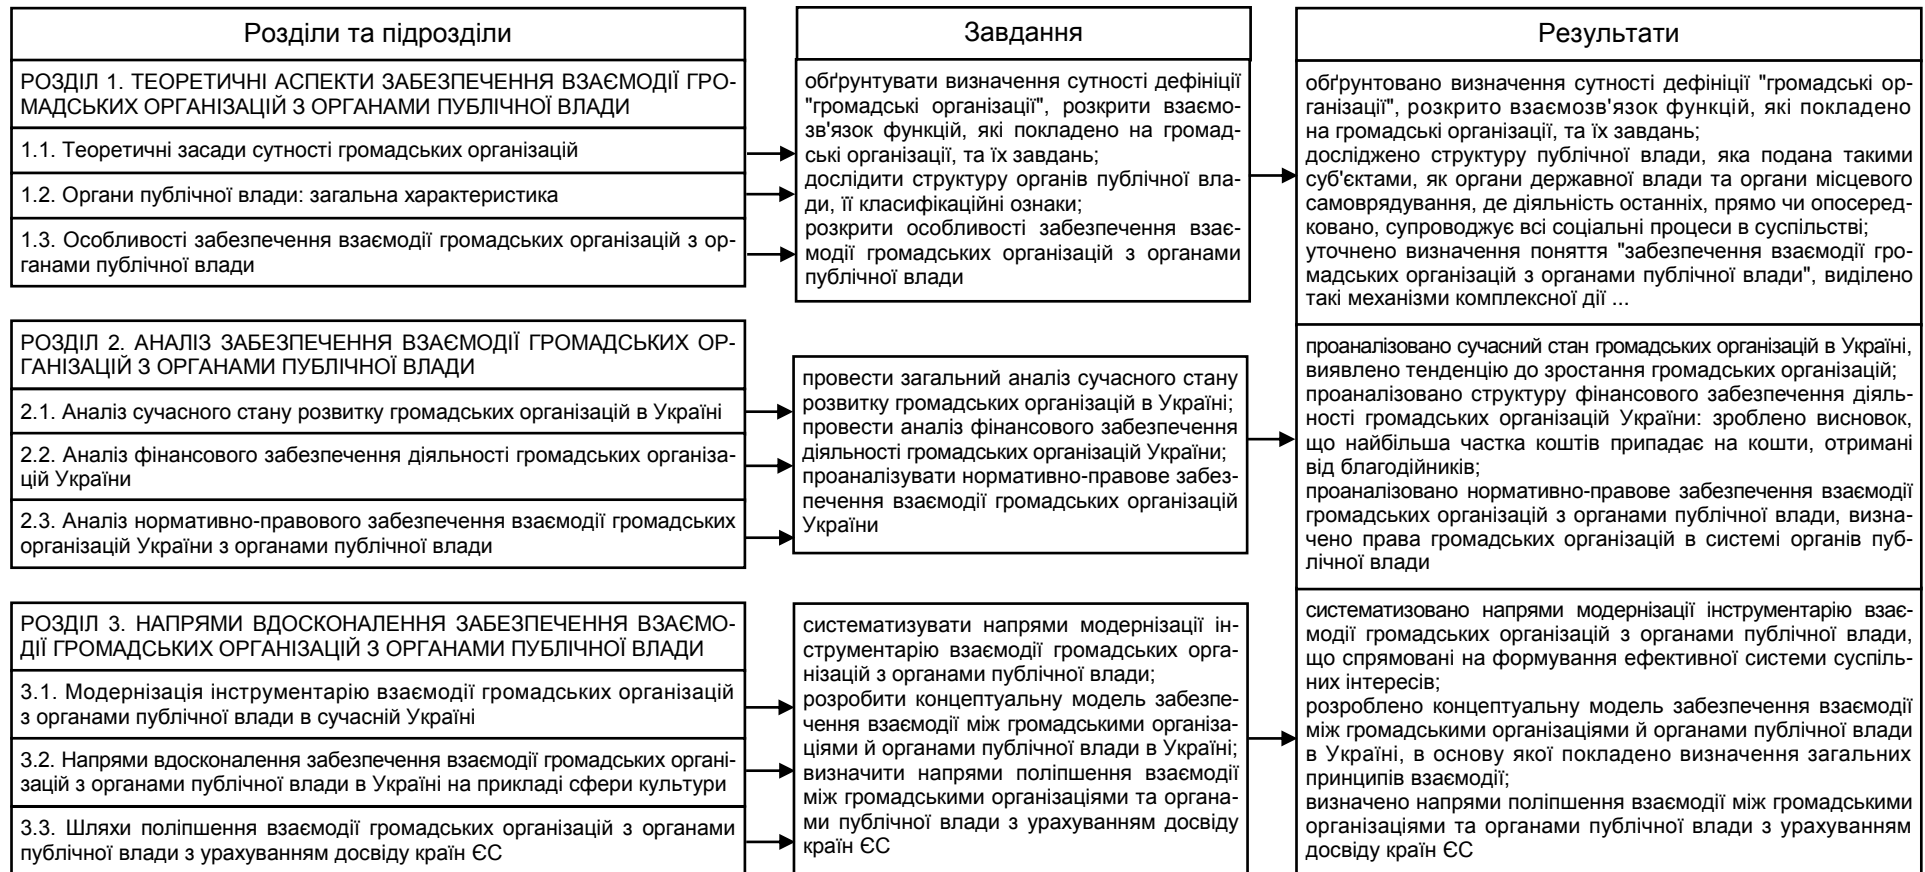 Розділи та підрозділи
РОЗДІЛ 1. ТЕОРЕТИЧНІ АСПЕКТИ ЗАБЕЗПЕЧЕННЯ ВЗАЄМОДІЇ ГРО-
МАДСЬКИХ ОРГАНІЗАЦІЙ З ОРГАНАМИ ПУБЛІЧНОЇ ВЛАДИ
1.1. Теоретичні засади сутності громадських організацій
1.2. Органи публічної влади: загальна характеристика
1.3. Особливості забезпечення взаємодії громадських організацій з ор-
ганами публічної влади
РОЗДІЛ 2. АНАЛІЗ ЗАБЕЗПЕЧЕННЯ ВЗАЄМОДІЇ ГРОМАДСЬКИХ ОР-
ГАНІЗАЦІЙ З ОРГАНАМИ ПУБЛІЧНОЇ ВЛАДИ
2.1. Аналіз сучасного стану розвитку громадських організацій в Україні
2.2. Аналіз фінансового забезпечення діяльності громадських організа-
цій України
2.3. Аналіз нормативно-правового забезпечення взаємодії громадських
організацій України з органами публічної влади
РОЗДІЛ 3. НАПРЯМИ ВДОСКОНАЛЕННЯ ЗАБЕЗПЕЧЕННЯ ВЗАЄМО-
ДІЇ ГРОМАДСЬКИХ ОРГАНІЗАЦІЙ З ОРГАНАМИ ПУБЛІЧНОЇ ВЛАДИ
3.1. Модернізація інструментарію взаємодії громадських організацій
з органами публічної влади в сучасній Україні
3.2. Напрями вдосконалення забезпечення взаємодії громадських органі-
зацій з органами публічної влади в Україні на прикладі сфери культури
3.3. Шляхи поліпшення взаємодії громадських організацій з органами
публічної влади з урахуванням досвіду країн ЄС
Завдання
обґрунтувати визначення сутності дефініції
"громадські організації", розкрити взаємо-
зв'язок функцій, які покладено на громад-
ські організації, та їх завдань;
дослідити структуру органів публічної вла-
ди, її класифікаційні ознаки;
розкрити особливості забезпечення взає-
модії громадських організацій з органами
публічної влади
провести загальний аналіз сучасного стану
розвитку громадських організацій в Україні;
провести аналіз фінансового забезпечення
діяльності громадських організацій України;
проаналізувати нормативно-правове забез-
печення взаємодії громадських організацій
України
систематизувати напрями модернізації ін-
струментарію взаємодії громадських орга-
нізацій з органами публічної влади;
розробити концептуальну модель забезпе-
чення взаємодії між громадськими організа-
ціями й органами публічної влади в Україні;
визначити напрями поліпшення взаємодії
між громадськими організаціями та органа-
ми публічної влади з урахуванням досвіду
країн ЄС
Результати
обґрунтовано визначення сутності дефініції "громадські ор-
ганізації", розкрито взаємозв'язок функцій, які покладено
на громадські організації, та їх завдань;
досліджено структуру публічної влади, яка подана такими
суб'єктами, як органи державної влади та органи місцевого
самоврядування, де діяльність останніх, прямо чи опосеред-
ковано, супроводжує всі соціальні процеси в суспільстві;
уточнено визначення поняття "забезпечення взаємодії гро-
мадських організацій з органами публічної влади", виділено
такі механізми комплексної дії ...
проаналізовано сучасний стан громадських організацій в Україні,
виявлено тенденцію до зростання громадських організацій;
проаналізовано структуру фінансового забезпечення діяль-
ності громадських організацій України: зроблено висновок,
що найбільша частка коштів припадає на кошти, отримані
від благодійників;
проаналізовано нормативно-правове забезпечення взаємодії
громадських організацій з органами публічної влади, визна-
чено права громадських організацій в системі органів пуб-
лічної влади
систематизовано напрями модернізації інструментарію взає-
модії громадських організацій з органами публічної влади,
що спрямовані на формування ефективної системи суспіль-
них інтересів;
розроблено концептуальну модель забезпечення взаємодії
між громадськими організаціями й органами публічної влади
в Україні, в основу якої покладено визначення загальних
принципів взаємодії;
визначено напрями поліпшення взаємодії між громадськими
організаціями та органами публічної влади з урахуванням
досвіду країн ЄС